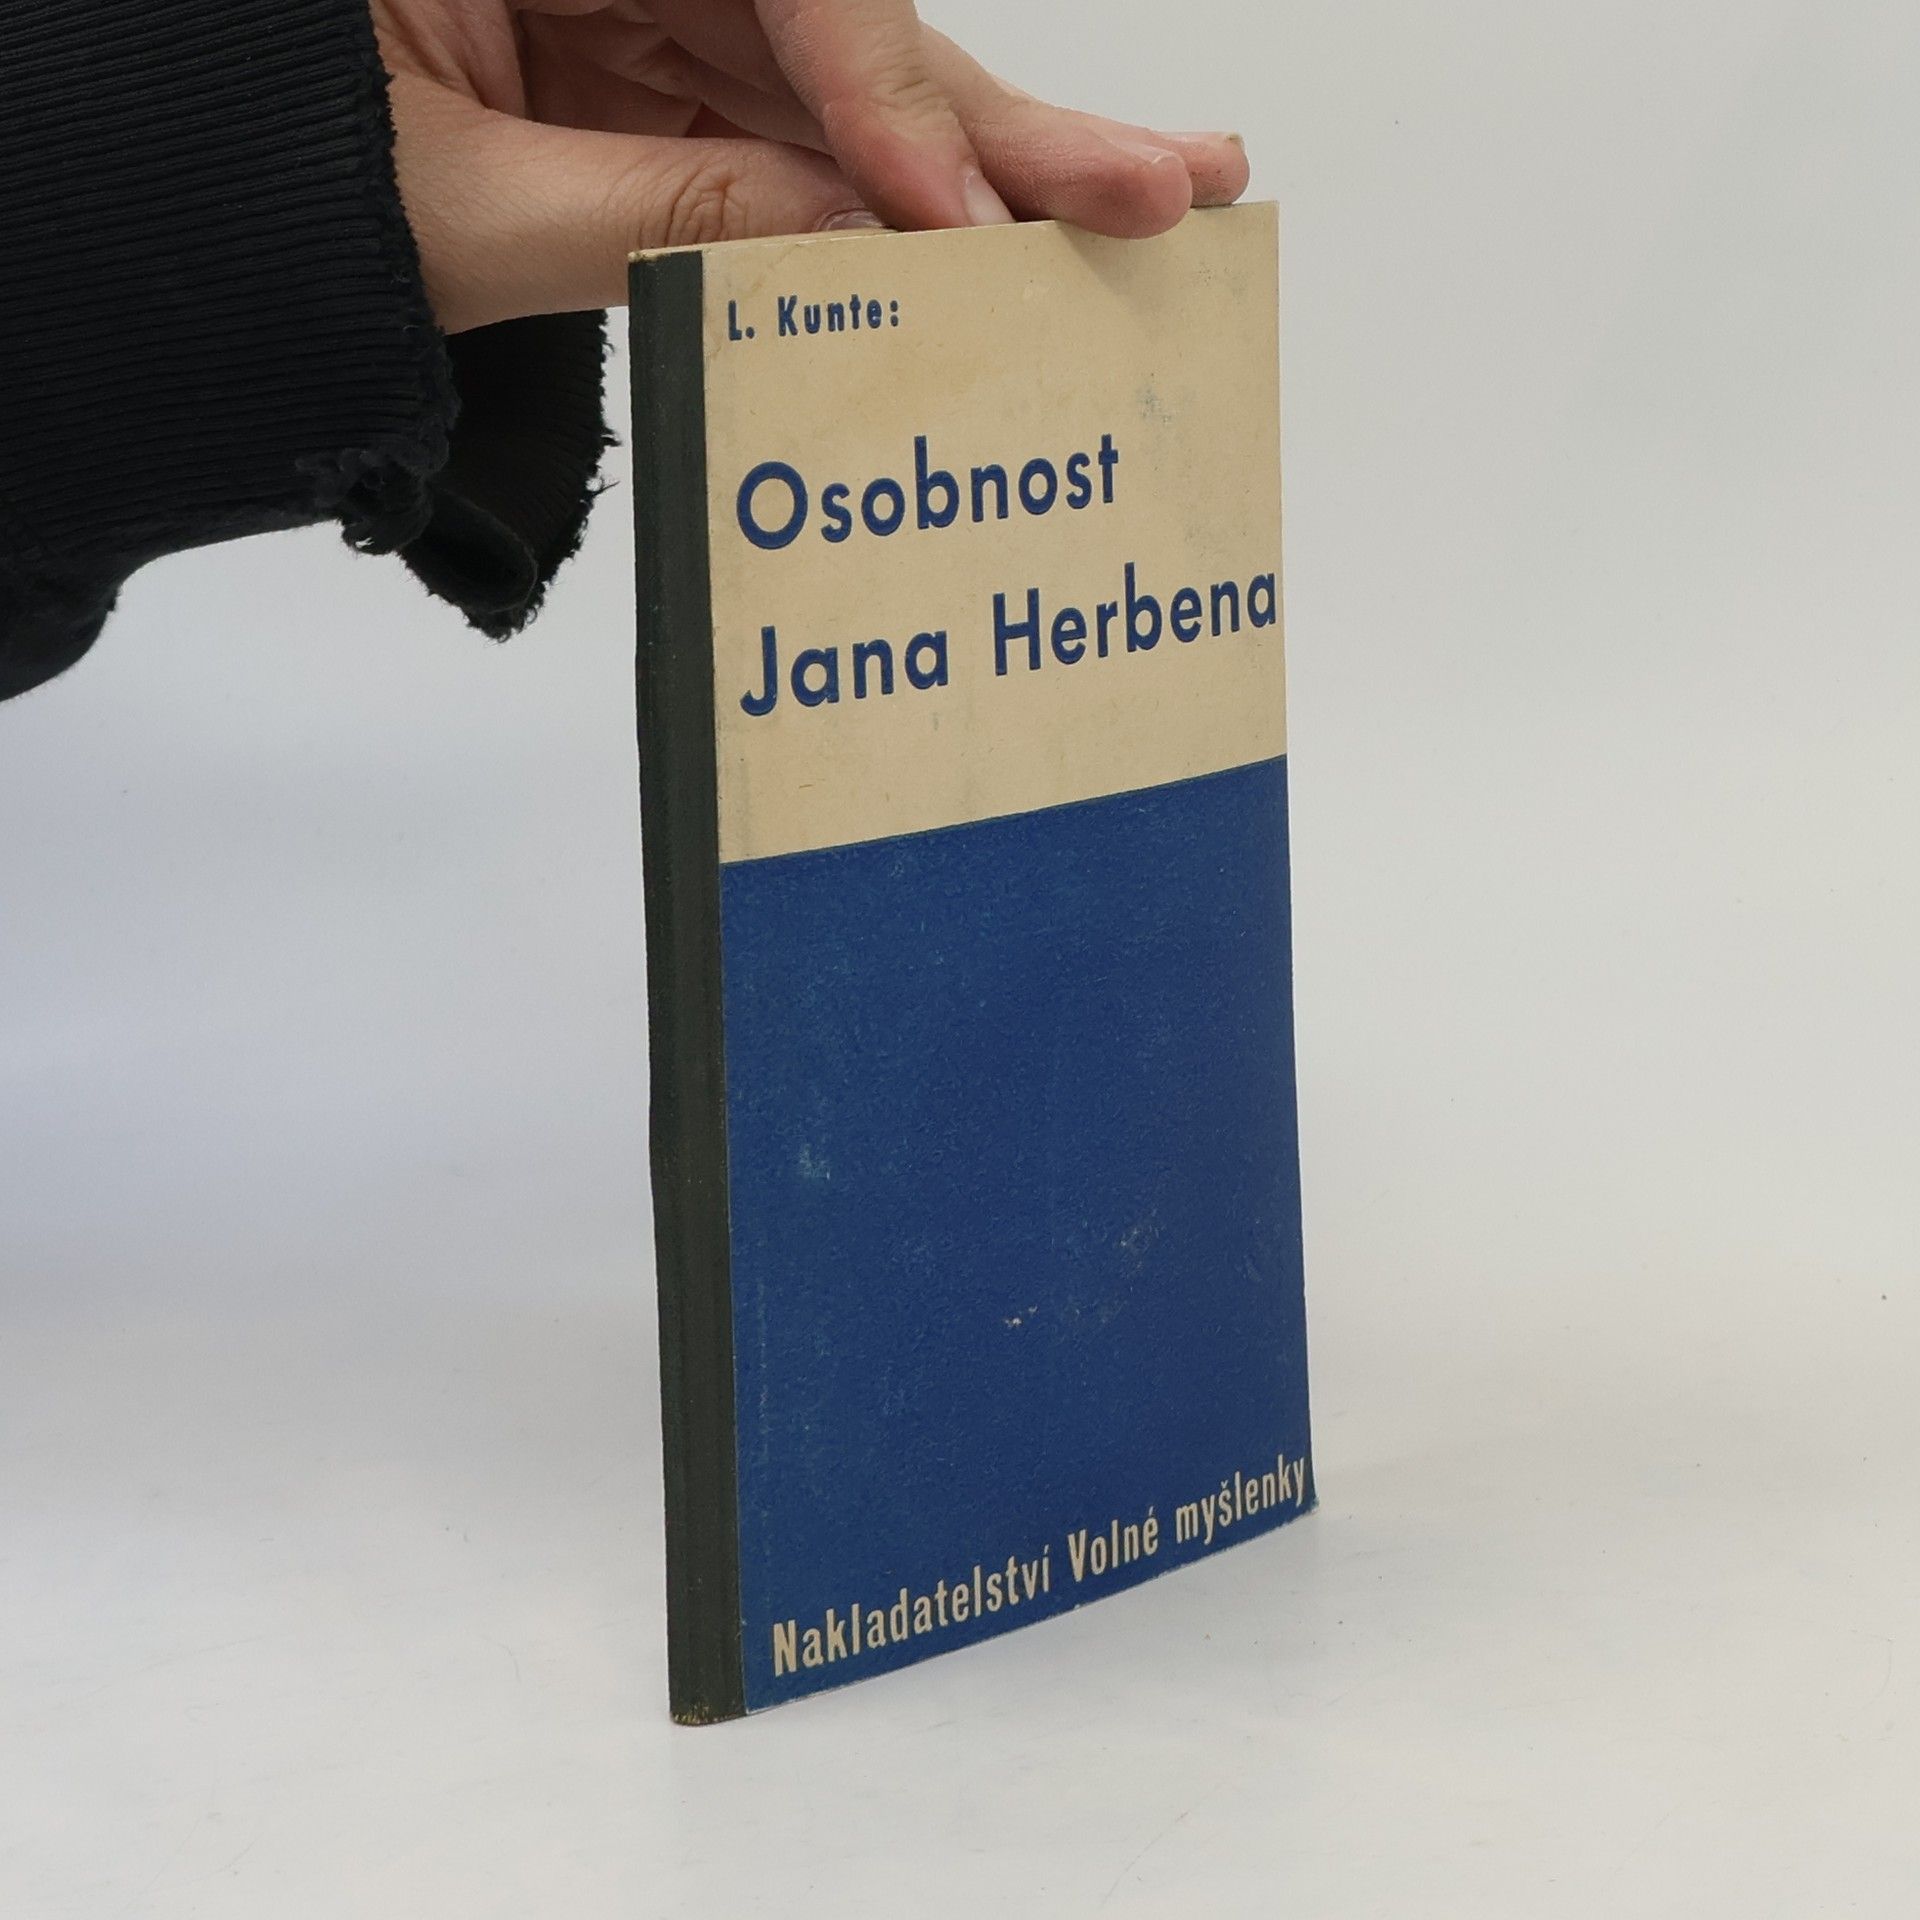 L. Kunte:
Osobnost
Jana Herbena
Nakladatelství Volné myšlenky